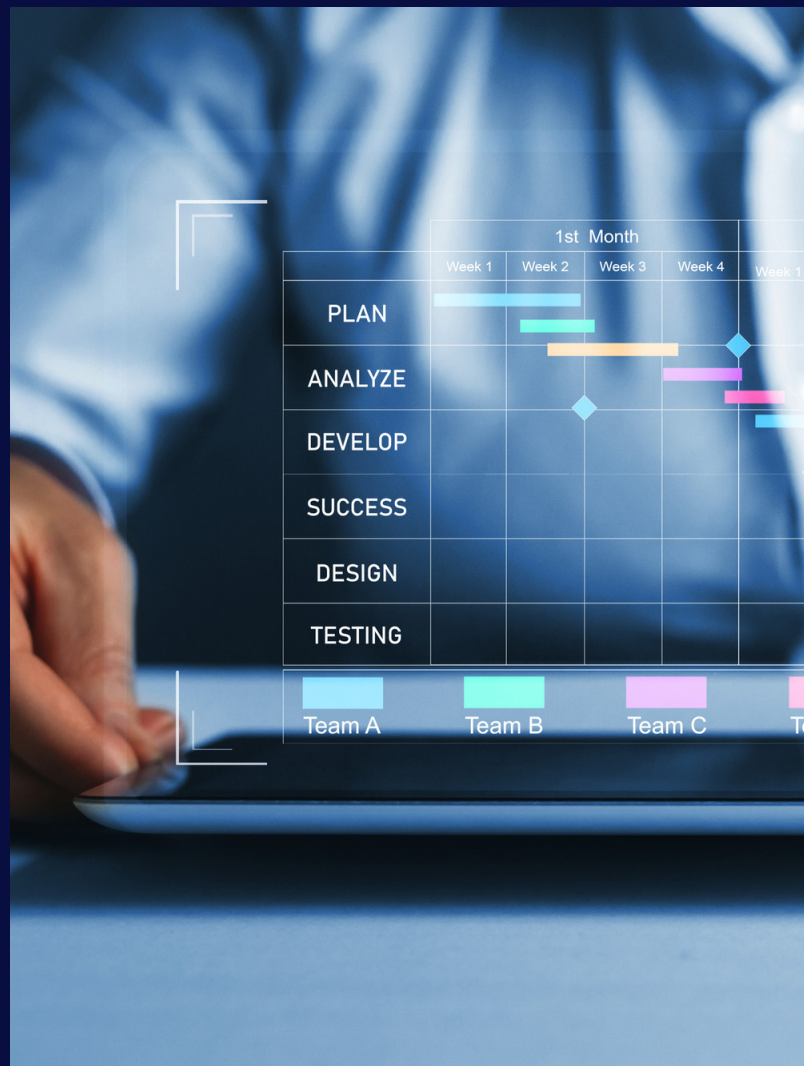 1st Month
Week 1 Week 2 Week 3 Week 4 Week 1
PLAN
ANALYZE
DEVELOP
SUCCESS
DESIGN
TESTING
Team A Team B Team C